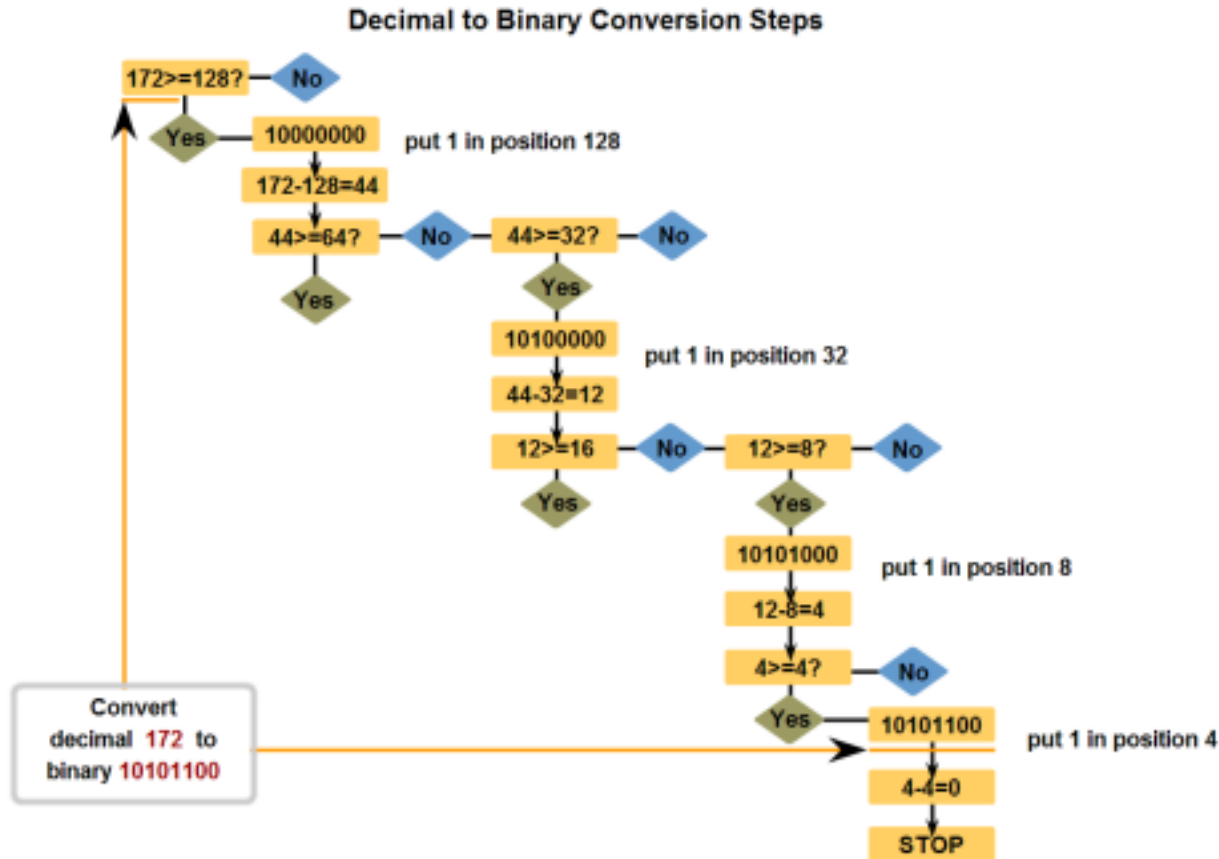 Decimal to Binary Conversion Steps
172>=128?
No
Yes
10000000
put 1 in position 128
172-128=44
44>=64?
No
44>=32?
No
Yes
Yes
10100000
put 1 in position 32
44-32=12
12>=16
No
12>=8?
No
Yes
Yes
10101000
put 1 in position 8
12-8=4
4>=4?
No
Yes
10101100
put 1 in position 4
4-4=0
STOP
Convert
decimal 172 to
binary 10101100